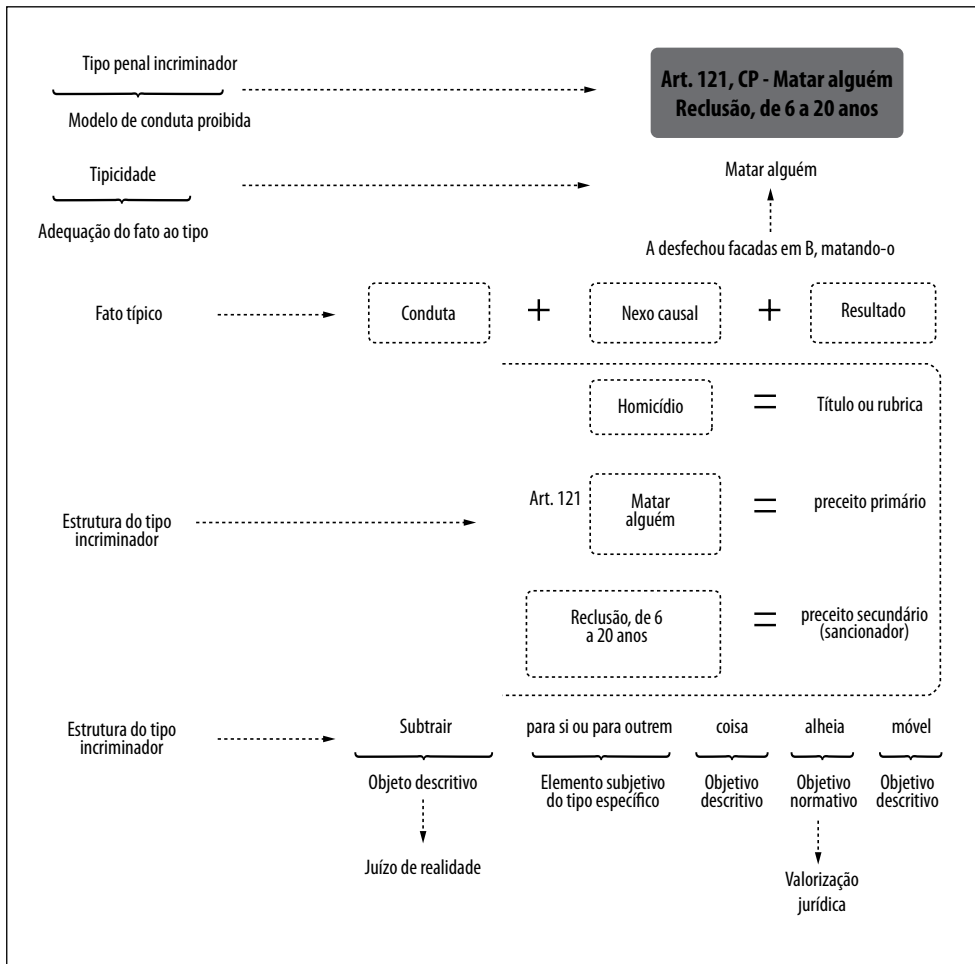 Tipo penal incriminador
Modelo de conduta proibida
Art. 121, CP - Matar alguém
Reclusão, de 6 a 20 anos
Tipicidade
Adequação do fato ao tipo
Matar alguém
A desfechou facadas em B, matando-o
Fato típico
Conduta
+
Nexo causal
+
Resultado
Homicídio
=
Título ou rubrica
Estrutura do tipo
incriminador
Art. 121
Matar
alguém
=
preceito primário
Reclusão, de 6
a 20 anos
=
preceito secundário
(sancionador)
Estrutura do tipo
incriminador
Subtrair
Objeto descritivo
Juízo de realidade
para si ou para outrem
Elemento subjetivo
do tipo específico
coisa
Objetivo
descritivo
alheia
Objetivo
normativo
Valorização
jurídica
móvel
Objetivo
descritivo